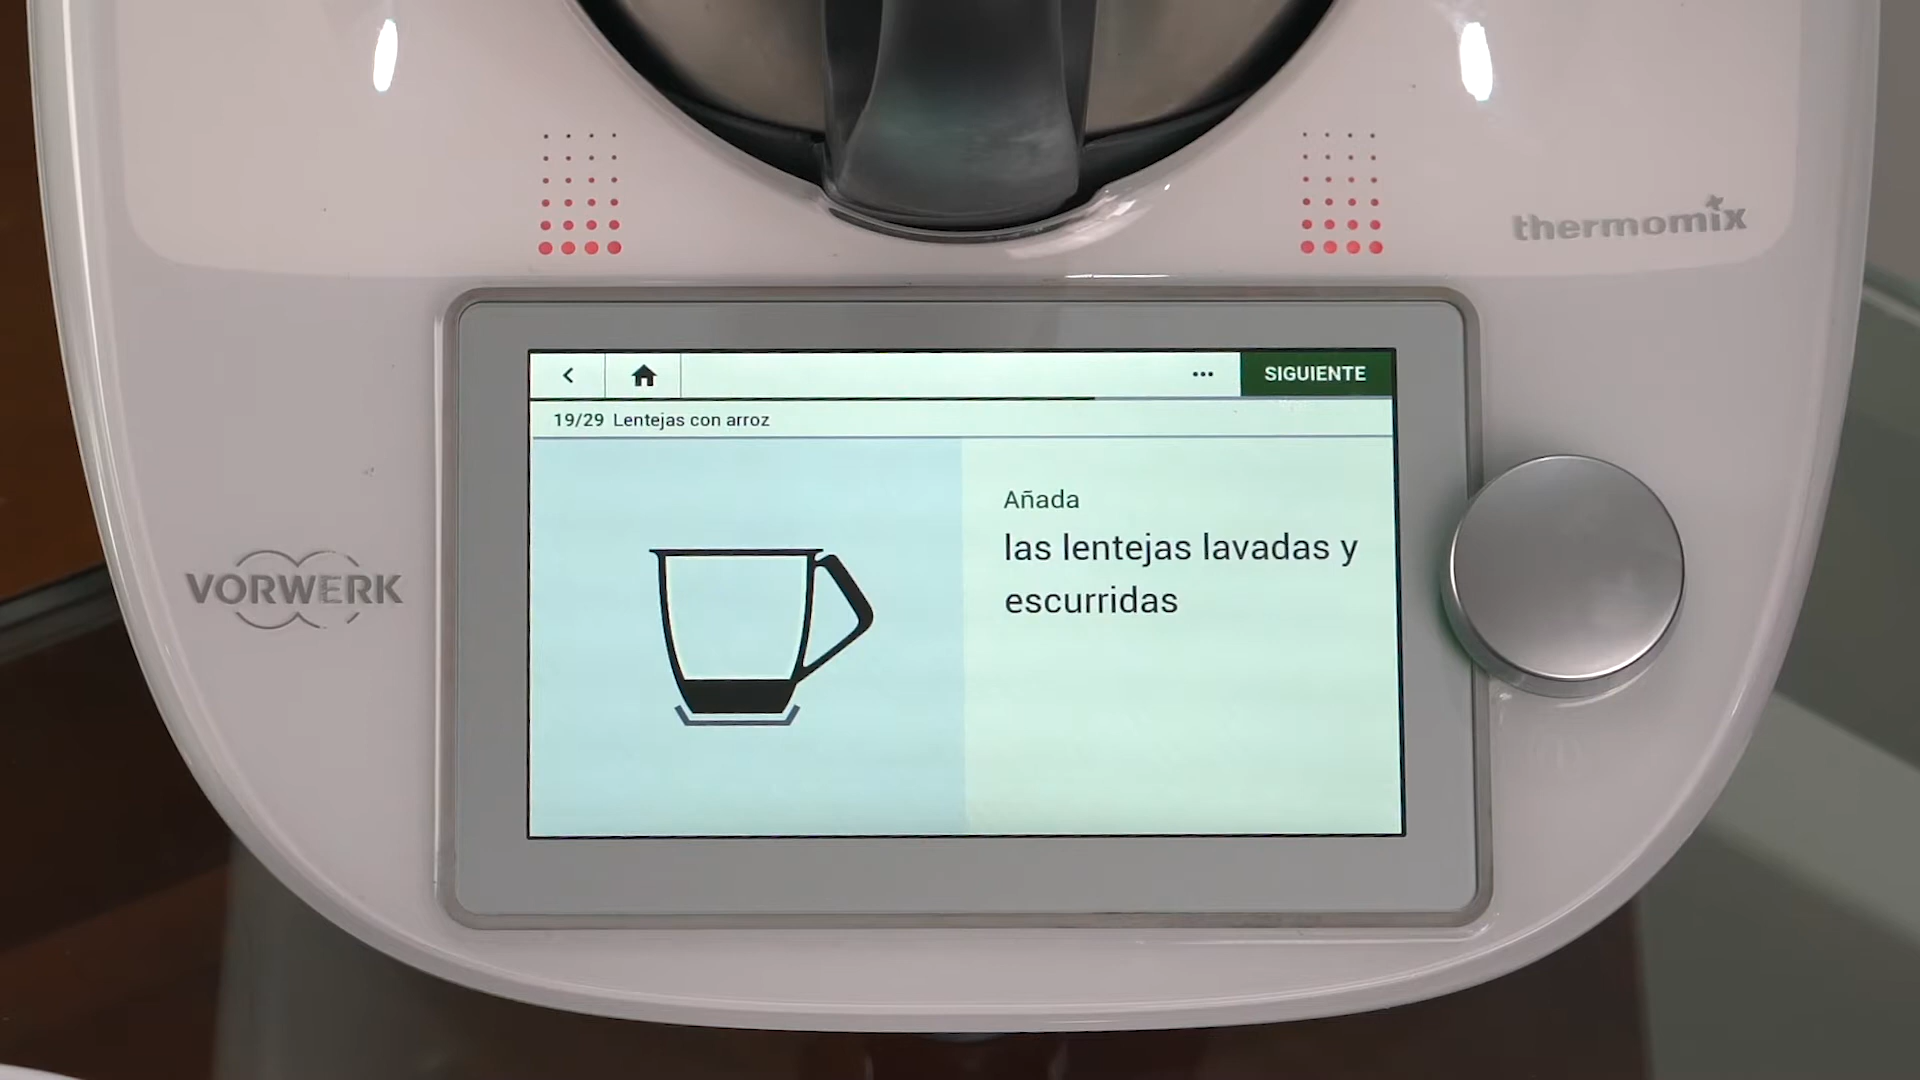 thermomix
SIGUIENTE
19/29 Lentejas con arroz
Añada
las lentejas lavadas y
escurridas
VORWERK